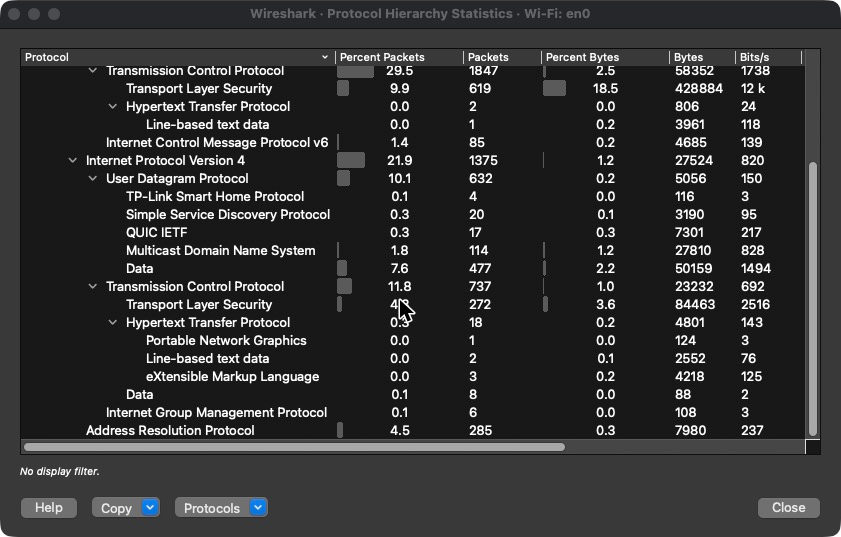 Wireshark · Protocol Hierarchy Statistics · Wi-Fi: en0
Protocol Percent Packets Packets Percent Bytes Bytes Bits/s
Transmission Control Protocol 29.5 1847 2.5 58352 1738
Transport Layer Security 9.9 619 18.5 428884 12 k
Hypertext Transfer Protocol 0.0 2 0.0 806 24
Line-based text data 0.0 1 0.2 3961 118
Internet Control Message Protocol v6 1.4 85 0.2 4685 139
Internet Protocol Version 4 21.9 1375 1.2 27524 820
User Datagram Protocol 10.1 632 0.2 5056 150
TP-Link Smart Home Protocol 0.1 4 0.0 116 3
Simple Service Discovery Protocol 0.3 20 0.1 3190 95
QUIC IETF 0.3 17 0.3 7301 217
Multicast Domain Name System 1.8 114 1.2 27810 828
Data 7.6 477 2.2 50159 1494
Transmission Control Protocol 11.8 737 1.0 23232 692
Transport Layer Security 272 3.6 84463 2516
Hypertext Transfer Protocol 0.3 18 0.2 4801 143
Portable Network Graphics 0.0 1 0.0 124 3
Line-based text data 0.0 2 0.1 2552 76
eXtensible Markup Language 0.0 3 0.2 4218 125
Data 0.1 8 0.0 88 2
Internet Group Management Protocol 0.1 6 0.0 108 3
Address Resolution Protocol 4.5 285 0.3 7980 237
No display filter.
Help Copy Protocols Close